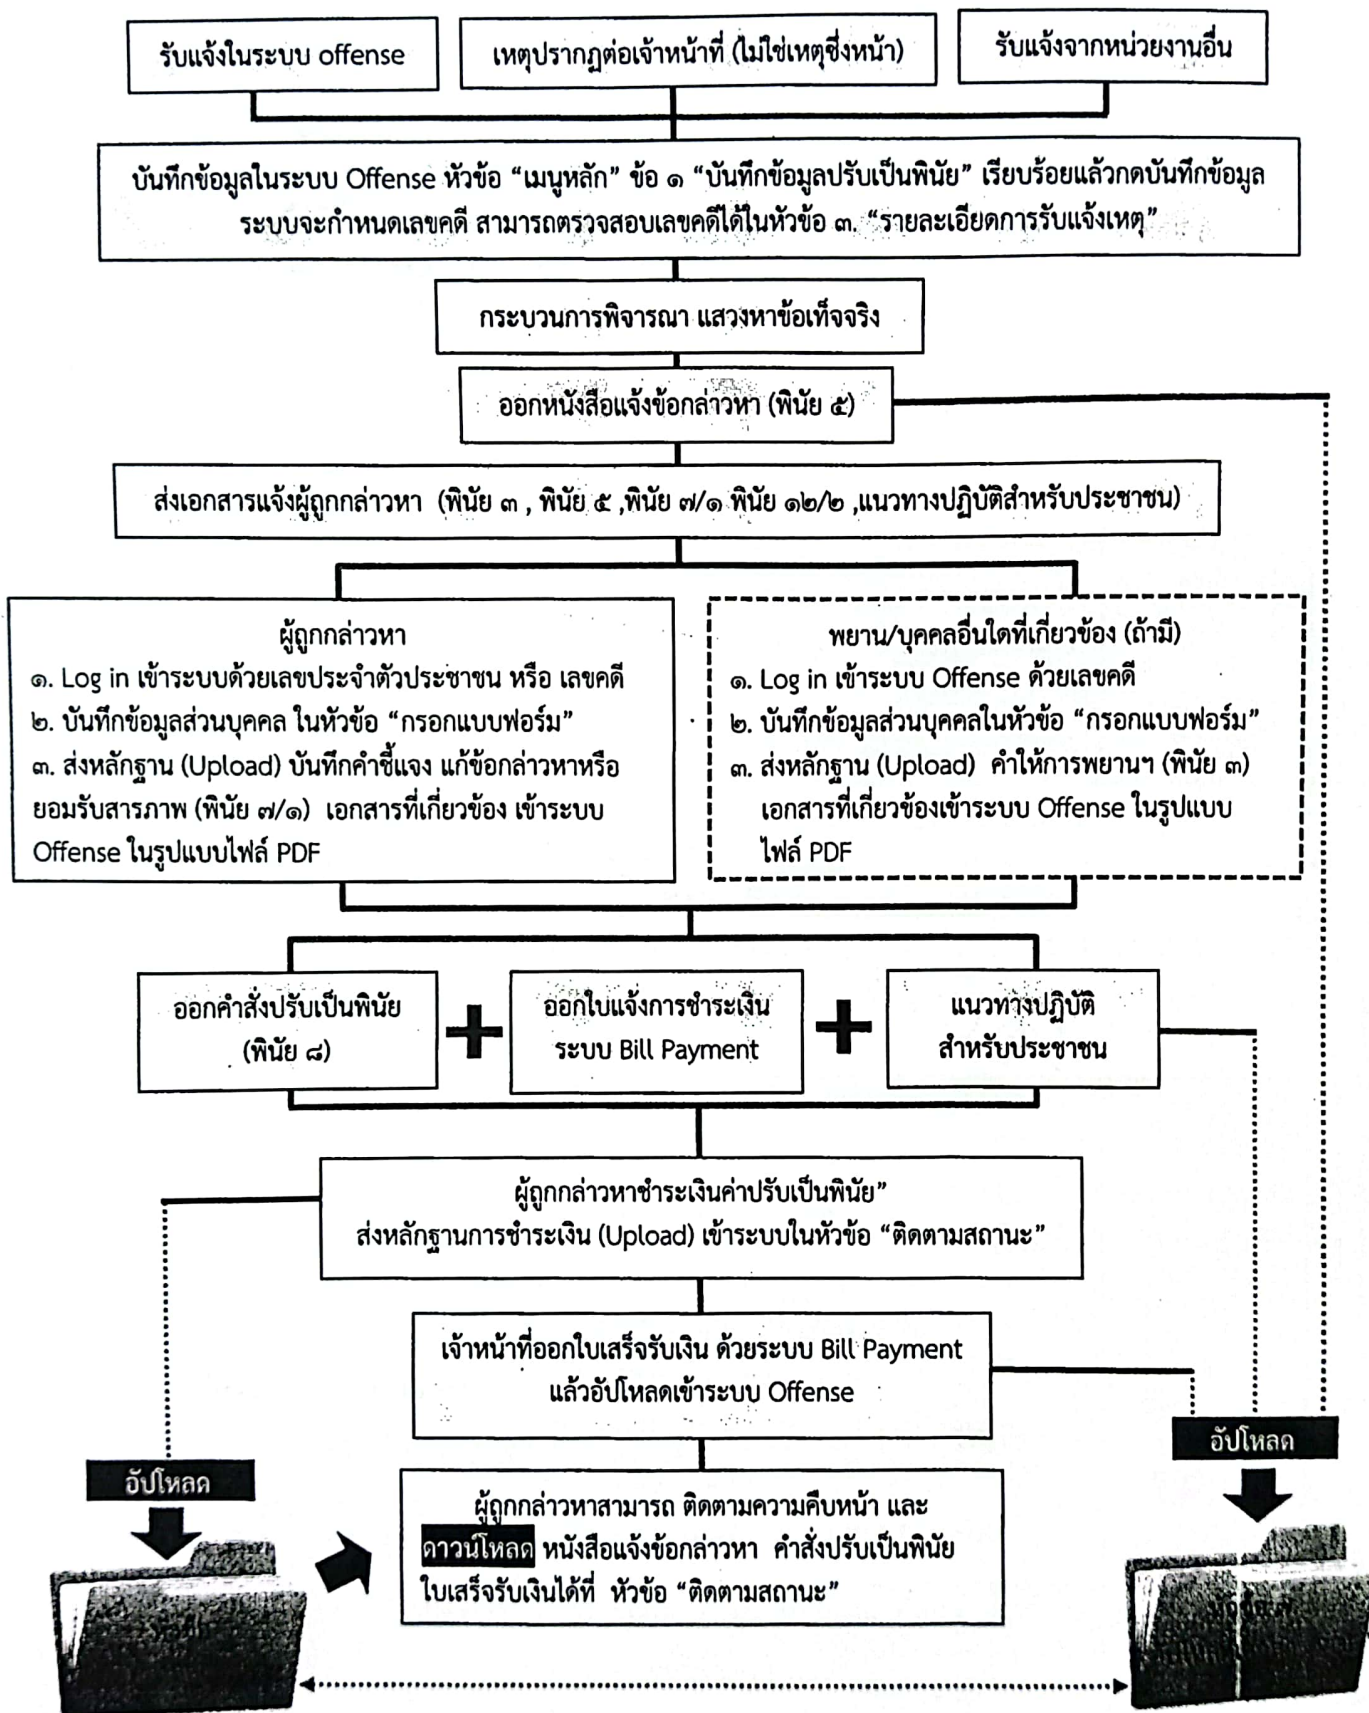 รับแจ้งในระบบ offense
เหตุปรากฏต่อเจ้าหน้าที่ (ไม่ใช่เหตุซึ่งหน้า)
รับแจ้งจากหน่วยงานอื่น
บันทึกข้อมูลในระบบ Offense หัวข้อ “เมนูหลัก” ข้อ ๑ “บันทึกข้อมูลปรับเป็นพินัย” เรียบร้อยแล้วกดบันทึกข้อมูล
ระบบจะกำหนดเลขคดี สามารถตรวจสอบเลขคดีได้ในหัวข้อ ๓. “รายละเอียดการรับแจ้งเหตุ”
กระบวนการพิจารณา แสวงหาข้อเท็จจริง
ออกหนังสือแจ้งข้อกล่าวหา (พินัย ๕)
ส่งเอกสารแจ้งผู้ถูกกล่าวหา (พินัย ๓ , พินัย ๕ ,พินัย ๗/๑ พินัย ๑๒/๒ ,แนวทางปฏิบัติสำหรับประชาชน)
ผู้ถูกกล่าวหา
๑. Log in เข้าระบบด้วยเลขประจำตัวประชาชน หรือ เลขคดี
๒. บันทึกข้อมูลส่วนบุคคล ในหัวข้อ “กรอกแบบฟอร์ม”
๓. ส่งหลักฐาน (Upload) บันทึกคำชี้แจง แก้ข้อกล่าวหาหรือ
ยอมรับสารภาพ (พินัย ๗/๑) เอกสารที่เกี่ยวข้อง เข้าระบบ
Offense ในรูปแบบไฟล์ PDF
พยาน/บุคคลอื่นใดที่เกี่ยวข้อง (ถ้ามี)
๑. Log in เข้าระบบ Offense ด้วยเลขคดี
๒. บันทึกข้อมูลส่วนบุคคลในหัวข้อ “กรอกแบบฟอร์ม”
๓. ส่งหลักฐาน (Upload) คำให้การพยานฯ (พินัย ๓)
เอกสารที่เกี่ยวข้องเข้าระบบ Offense ในรูปแบบ
ไฟล์ PDF
ออกคำสั่งปรับเป็นพินัย
(พินัย ๘)
ออกใบแจ้งการชำระเงิน
ระบบ Bill Payment
แนวทางปฏิบัติ
สำหรับประชาชน
ผู้ถูกกล่าวหาชำระเงินค่าปรับเป็นพินัย”
ส่งหลักฐานการชำระเงิน (Upload) เข้าระบบในหัวข้อ “ติดตามสถานะ”
เจ้าหน้าที่ออกใบเสร็จรับเงิน ด้วยระบบ Bill Payment
แล้วอัปโหลดเข้าระบบ Offense
อัปโหลด
อัปโหลด
ผู้ถูกกล่าวหาสามารถ ติดตามความคืบหน้า และ
ดาวน์โหลด หนังสือแจ้งข้อกล่าวหา คำสั่งปรับเป็นพินัย
ใบเสร็จรับเงินได้ที่ หัวข้อ “ติดตามสถานะ”